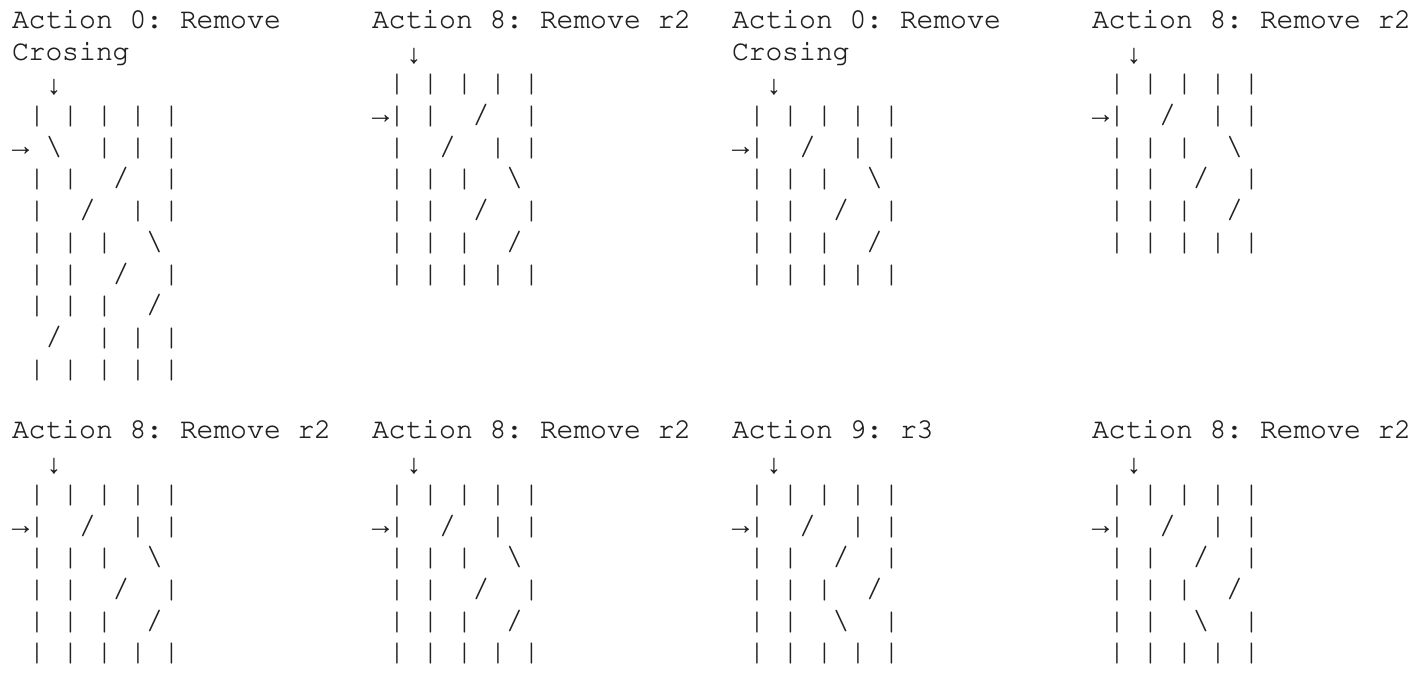 Action 0: Remove
Crosing
↓
| | | | |
→ \ | | |
| | / |
| / | |
| | | \
| | / |
| | | /
/ | | |
| | | | |
Action 8: Remove r2
↓
| | | | |
→| | / |
| / | |
| | | \
| | / |
| | | /
| | | | |
Action 0: Remove
Crosing
↓
| | | | |
→| / | |
| | | \
| | / |
| | | /
| | | | |
Action 8: Remove r2
↓
| | | | |
→| / | |
| | | \
| | / |
| | | /
| | | | |
Action 8: Remove r2
↓
| | | | |
→| / | |
| | | \
| | / |
| | | /
| | | | |
Action 8: Remove r2
↓
| | | | |
→| / | |
| | | \
| | / |
| | | /
| | | | |
Action 9: r3
↓
| | | | |
→| / | |
| | / |
| | | /
| | \ |
| | | | |
Action 8: Remove r2
↓
| | | | |
→| / | |
| | / |
| | | /
| | \ |
| | | | |